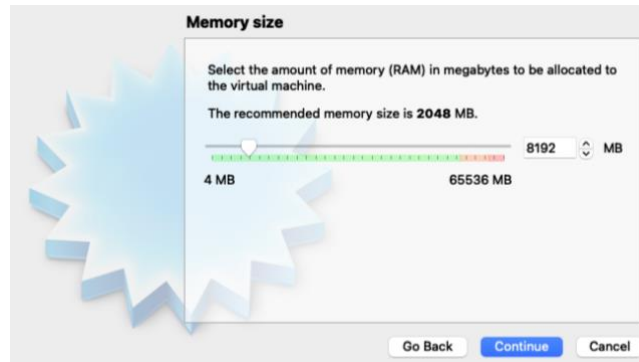 Memory size
Select the amount of memory (RAM) in megabytes to be allocated to
the virtual machine.
The recommended memory size is 2048 MB.
8192 MB
4 MB 65536 MB
Go Back Continue Cancel